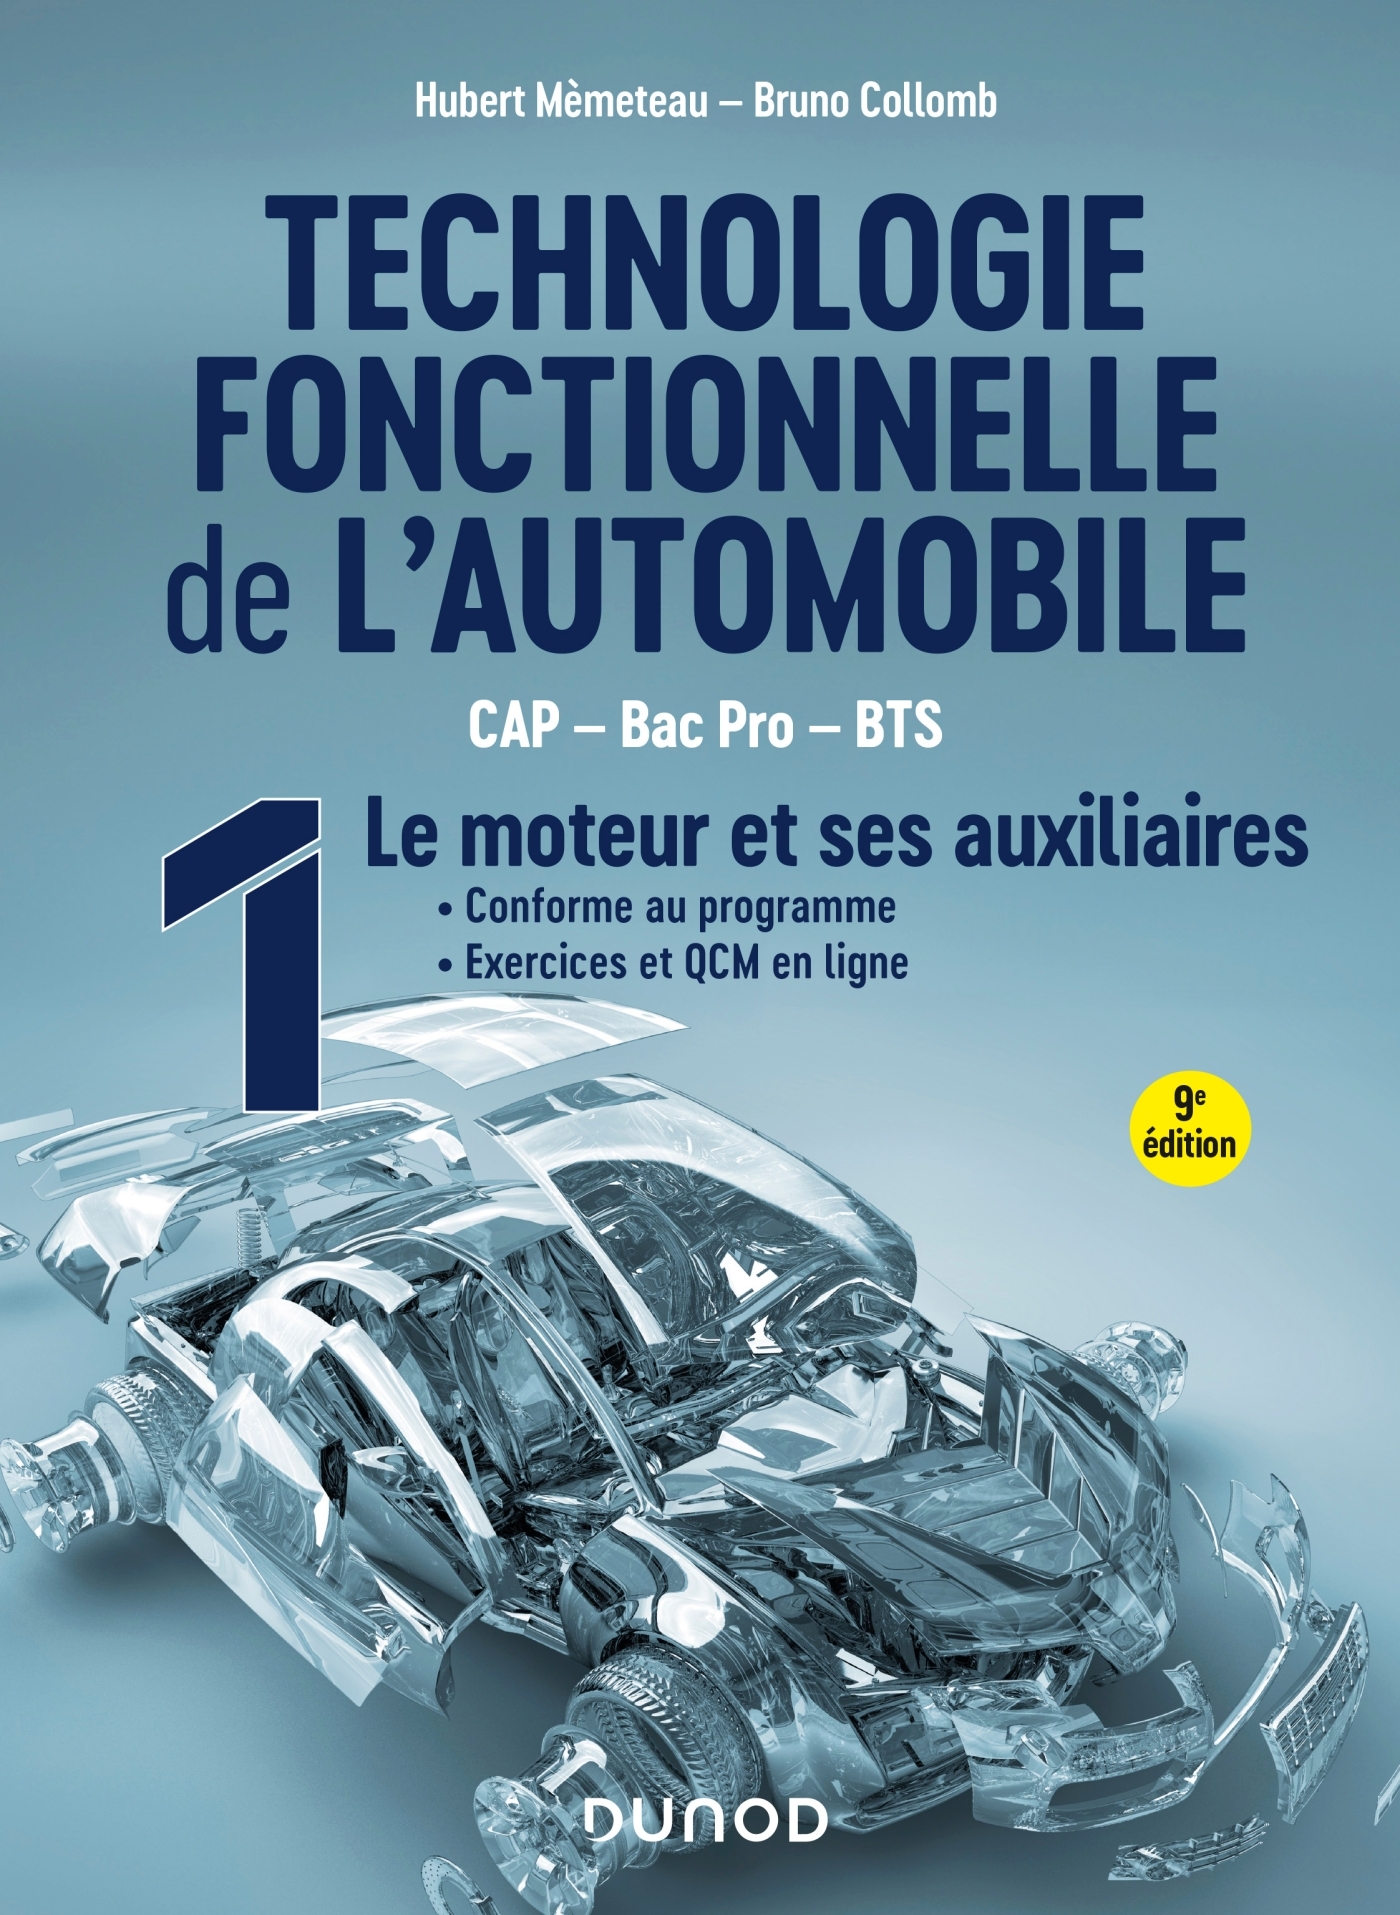 Hubert Mèmeteau – Bruno Collomb
TECHNOLOGIE
FONCTIONNELLE
de L’AUTOMOBILE
CAP – Bac Pro – BTS
1
Le moteur et ses auxiliaires
• Conforme au programme
• Exercices et QCM en ligne
9e
édition
DUNOD